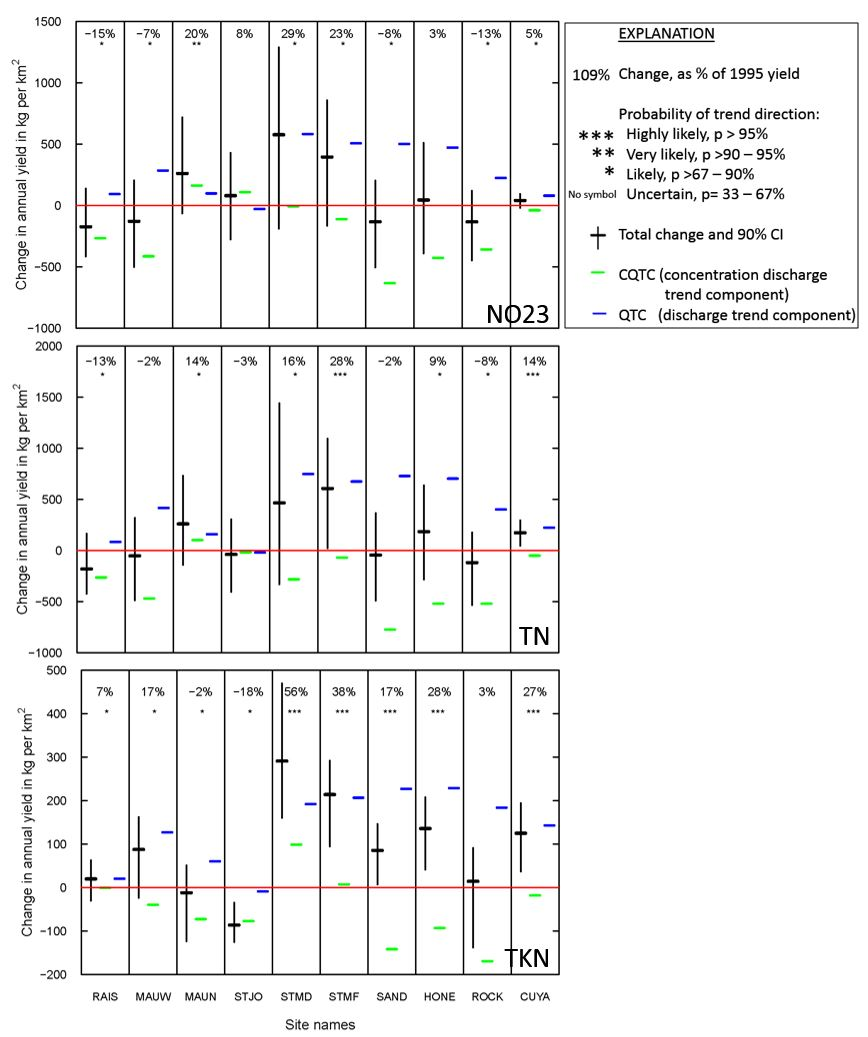 Change in annual yield in kg per km²
1500
1000
500
0
−500
−1000
−15% −7% 20% 8% 29% 23% −8% 3% −13% 5%
* * ** * * * * *
NO23
EXPLANATION
109% Change, as % of 1995 yield
Probability of trend direction:
*** Highly likely, p > 95%
** Very likely, p >90 – 95%
* Likely, p >67 – 90%
No symbol Uncertain, p= 33 – 67%
Total change and 90% CI
CQTC (concentration discharge
trend component)
QTC (discharge trend component)
Change in annual yield in kg per km²
2000
1500
1000
500
0
−500
−1000
−13% −2% 14% −3% 16% 28% −2% 9% −8% 14%
* * * *** * * ***
TN
Change in annual yield in kg per km²
500
400
300
200
100
0
−100
−200
7% 17% −2% −18% 56% 38% 17% 28% 3% 27%
* * * * *** *** *** *** ***
TKN
RAIS MAUW MAUN STJO STMD STMF SAND HONE ROCK CUYA
Site names